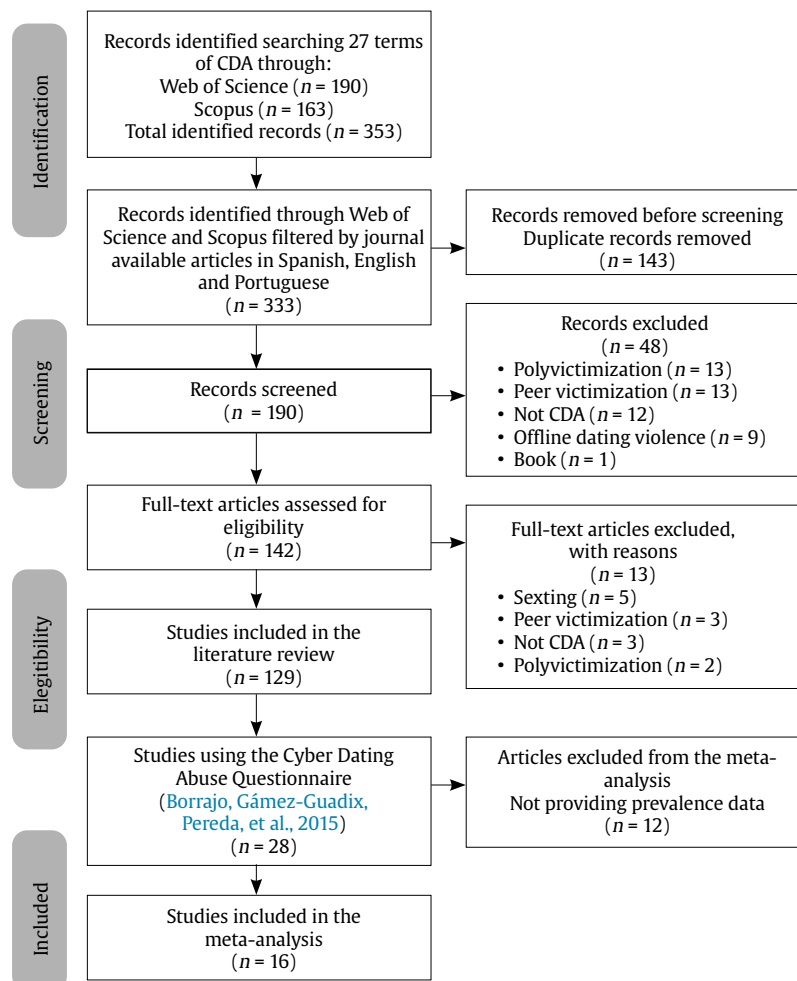 Identification
Records identified searching 27 terms
of CDA through:
Web of Science (n = 190)
Scopus (n = 163)
Total identified records (n = 353)
Records identified through Web of
Science and Scopus filtered by journal
available articles in Spanish, English
and Portuguese
(n = 333)
Records removed before screening
Duplicate records removed
(n = 143)
Screening
Records screened
(n = 190)
Records excluded
(n = 48)
• Polyvictimization (n = 13)
• Peer victimization (n = 13)
• Not CDA (n = 12)
• Offline dating violence (n = 9)
• Book (n = 1)
Full-text articles assessed for
eligibility
(n = 142)
Full-text articles excluded,
with reasons
(n = 13)
• Sexting (n = 5)
• Peer victimization (n = 3)
• Not CDA (n = 3)
• Polyvictimization (n = 2)
Elegitibility
Studies included in the
literature review
(n = 129)
Studies using the Cyber Dating
Abuse Questionnaire
(Borrajo, Gámez-Guadix,
Pereda, et al., 2015)
(n = 28)
Articles excluded from the meta-
analysis
Not providing prevalence data
(n = 12)
Included
Studies included in the
meta-analysis
n = 16)